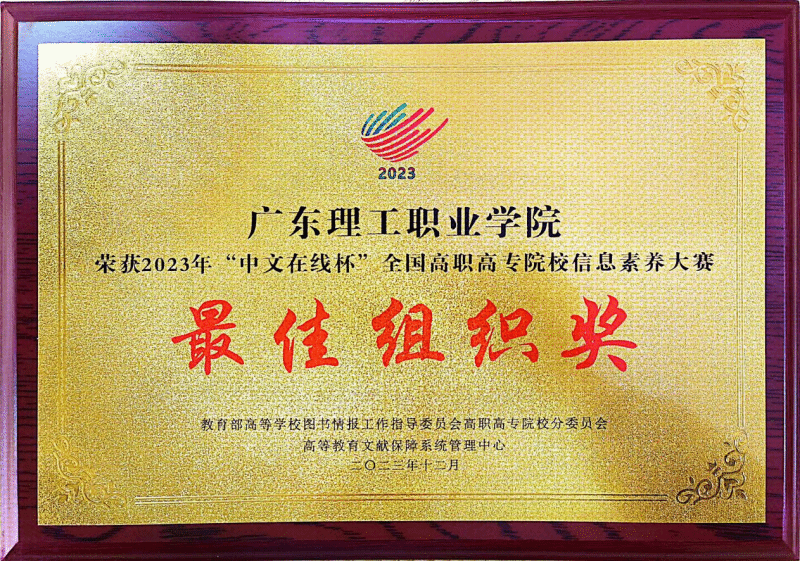 2023
广东理工职业学院
荣获2023年“中文在线杯”全国高职高专院校信息素养大赛
最佳组织奖
教育部高等学校图书情报工作指导委员会高职高专院校分委员会
高等教育文献保障系统管理中心
二〇二三年十二月